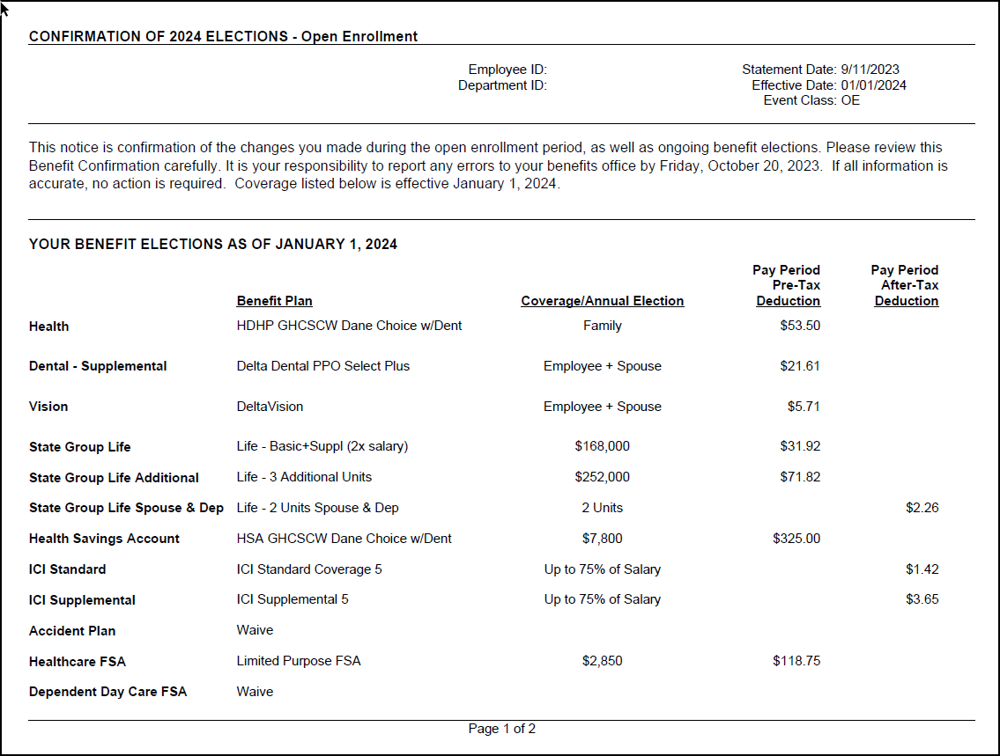 CONFIRMATION OF 2024 ELECTIONS - Open Enrollment
Employee ID: Statement Date: 9/11/2023
Department ID: Effective Date: 01/01/2024
Event Class: OE
This notice is confirmation of the changes you made during the open enrollment period, as well as ongoing benefit elections. Please review this
Benefit Confirmation carefully. It is your responsibility to report any errors to your benefits office by Friday, October 20, 2023. If all information is
accurate, no action is required. Coverage listed below is effective January 1, 2024.
YOUR BENEFIT ELECTIONS AS OF JANUARY 1, 2024
Pay Period Pay Period
Pre-Tax After-Tax
Benefit Plan Coverage/Annual Election Deduction Deduction
Health HDHP GHCSCW Dane Choice w/Dent Family $53.50
Dental - Supplemental Delta Dental PPO Select Plus Employee + Spouse $21.61
Vision DeltaVision Employee + Spouse $5.71
State Group Life Life - Basic+Suppl (2x salary) $168,000 $31.92
State Group Life Additional Life - 3 Additional Units $252,000 $71.82
State Group Life Spouse & Dep Life - 2 Units Spouse & Dep 2 Units $2.26
Health Savings Account HSA GHCSCW Dane Choice w/Dent $7,800 $325.00
ICI Standard ICI Standard Coverage 5 Up to 75% of Salary $1.42
ICI Supplemental ICI Supplemental 5 Up to 75% of Salary $3.65
Accident Plan Waive
Healthcare FSA Limited Purpose FSA $2,850 $118.75
Dependent Day Care FSA Waive
Page 1 of 2